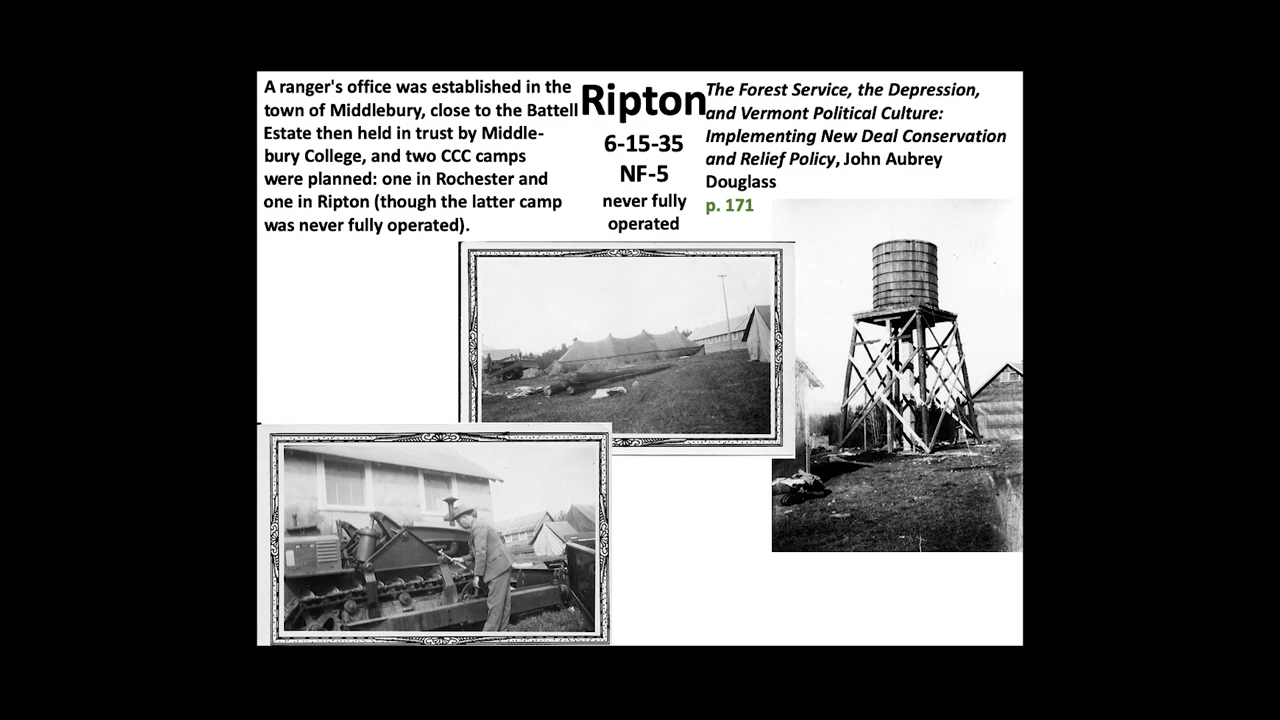 A ranger's office was established in the
town of Middlebury, close to the Battell
Estate then held in trust by Middle-
bury College, and two CCC camps
were planned: one in Rochester and
one in Ripton (though the latter camp
was never fully operated).
Ripton
6-15-35
NF-5
never fully
operated
The Forest Service, the Depression,
and Vermont Political Culture:
Implementing New Deal Conservation
and Relief Policy, John Aubrey
Douglass
p. 171